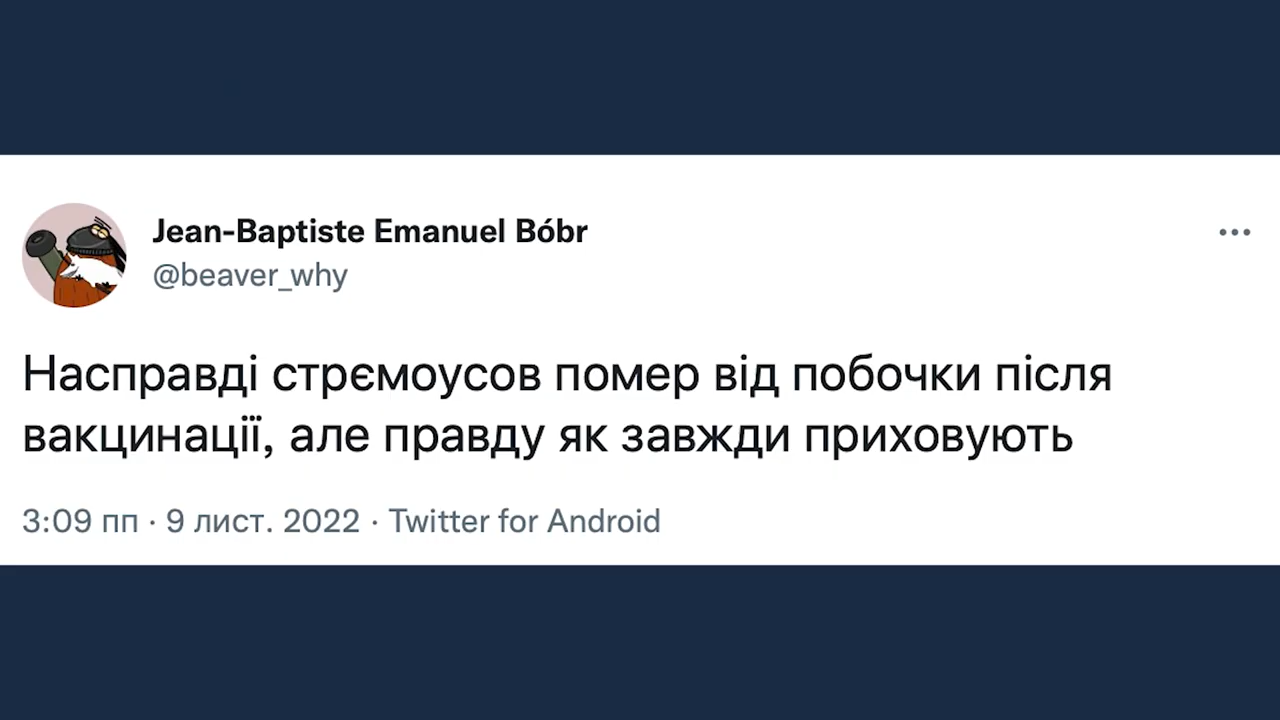 Jean-Baptiste Emanuel Bóbr
@beaver_why
Насправді стрємоусов помер від побочки після
вакцинації, але правду як завжди приховують
3:09 пп · 9 лист. 2022 · Twitter for Android